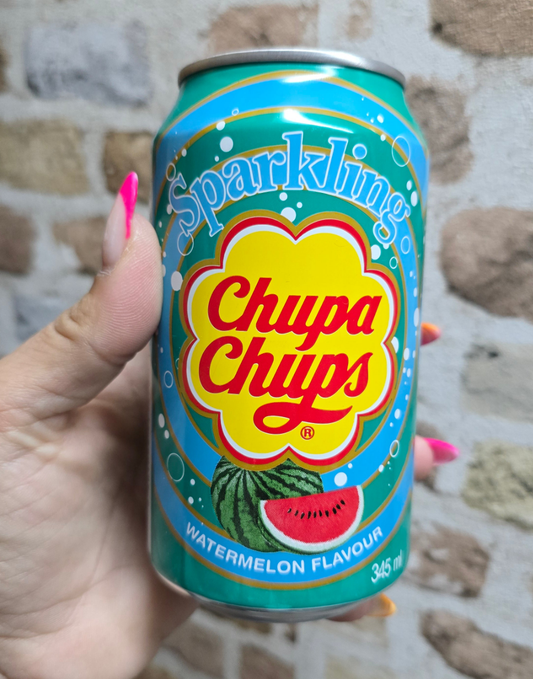 Sparkling
Chupa
Chups
®
WATERMELON FLAVOUR
345 ml